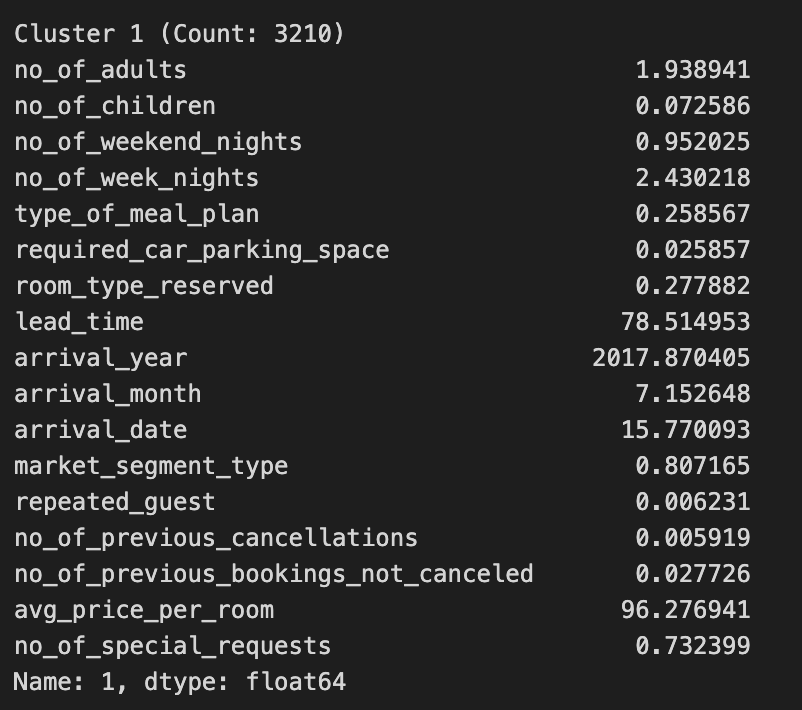 Cluster 1 (Count: 3210)
no_of_adults 1.938941
no_of_children 0.072586
no_of_weekend_nights 0.952025
no_of_week_nights 2.430218
type_of_meal_plan 0.258567
required_car_parking_space 0.025857
room_type_reserved 0.277882
lead_time 78.514953
arrival_year 2017.870405
arrival_month 7.152648
arrival_date 15.770093
market_segment_type 0.807165
repeated_guest 0.006231
no_of_previous_cancellations 0.005919
no_of_previous_bookings_not_canceled 0.027726
avg_price_per_room 96.276941
no_of_special_requests 0.732399
Name: 1, dtype: float64